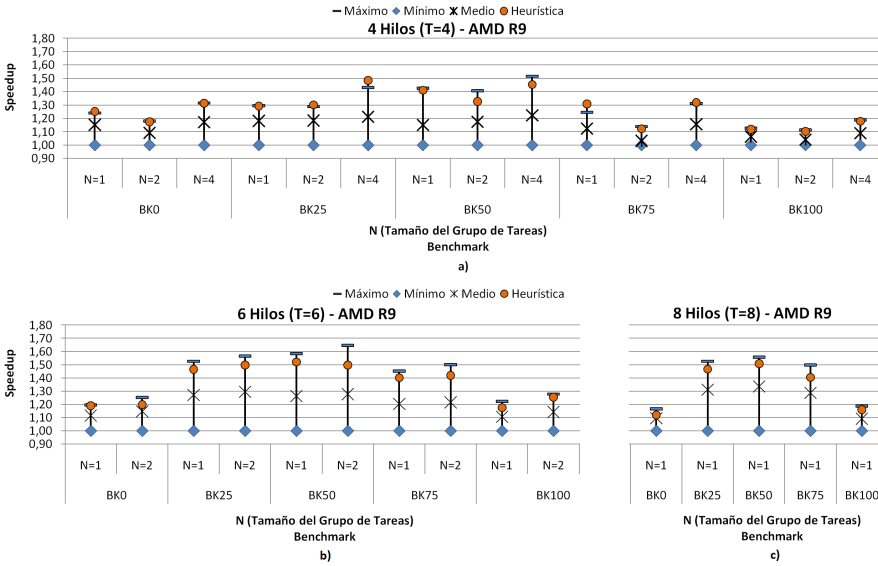 Máximo Mínimo Medio Heurística
4 Hilos (T=4) - AMD R9
Speedup
1,80
1,70
1,60
1,50
1,40
1,30
1,20
1,10
1,00
0,90
N=1 N=2 N=4 N=1 N=2 N=4 N=1 N=2 N=4 N=1 N=2 N=4 N=1 N=2 N=4
BK0 BK25 BK50 BK75 BK100
N (Tamaño del Grupo de Tareas)
Benchmark
a)
Máximo Mínimo Medio Heurística
6 Hilos (T=6) - AMD R9
Speedup
1,80
1,70
1,60
1,50
1,40
1,30
1,20
1,10
1,00
0,90
N=1 N=2 N=1 N=2 N=1 N=2 N=1 N=2 N=1 N=2
BK0 BK25 BK50 BK75 BK100
N (Tamaño del Grupo de Tareas)
Benchmark
b)
8 Hilos (T=8) - AMD R9
N=1 N=1 N=1 N=1 N=1
BK0 BK25 BK50 BK75 BK100
N (Tamaño del Grupo de Tareas)
Benchmark
c)